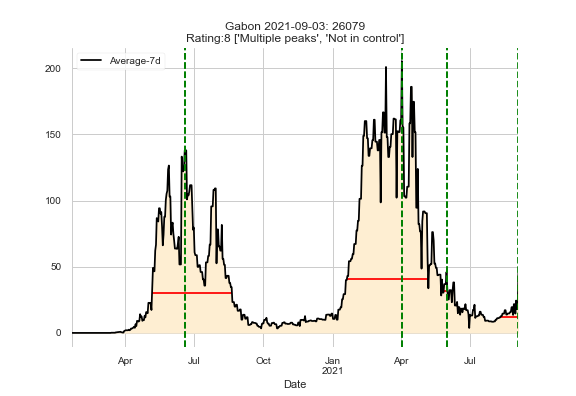 Gabon 2021-09-03: 26079
Rating:8 ['Multiple peaks', 'Not in control']
Average-7d
200
150
100
50
0
Apr Jul Oct Jan Apr Jul
2021
Date